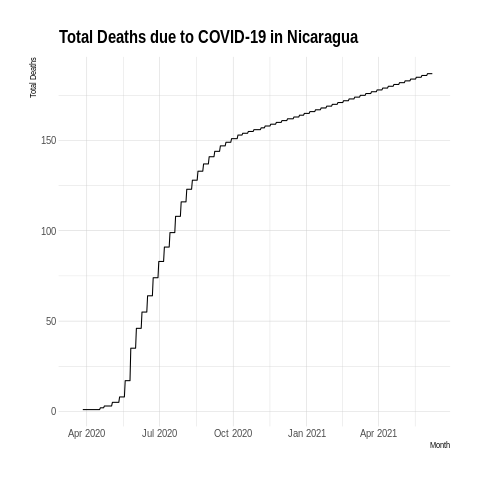 Total Deaths due to COVID-19 in Nicaragua
Total Deaths
150
100
50
0
Apr 2020 Jul 2020 Oct 2020 Jan 2021 Apr 2021
Month